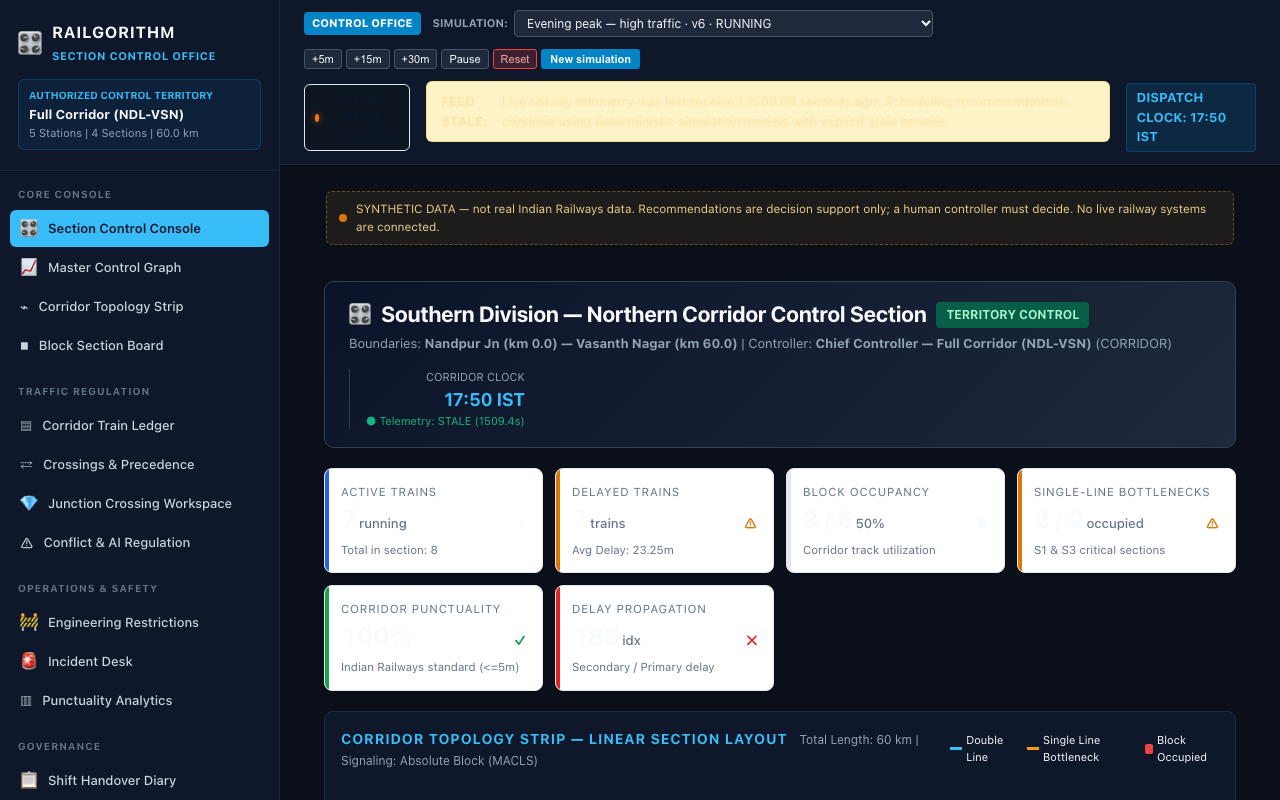 RAILGORITHM
SECTION CONTROL OFFICE
AUTHORIZED CONTROL TERRITORY
Full Corridor (NDL-VSN)
5 Stations | 4 Sections | 60.0 km
CORE CONSOLE
Section Control Console
Master Control Graph
Corridor Topology Strip
Block Section Board
TRAFFIC REGULATION
Corridor Train Ledger
Crossings & Precedence
Junction Crossing Workspace
Conflict & AI Regulation
OPERATIONS & SAFETY
Engineering Restrictions
Incident Desk
Punctuality Analytics
GOVERNANCE
Shift Handover Diary
CONTROL OFFICE SIMULATION: Evening peak — high traffic · v6 · RUNNING
+5m +15m +30m Pause Reset New simulation
FEED STALE:
Live railway telemetry was last received 1509.09 seconds ago. Scheduling recommendations
continue using deterministic simulation models with explicit stale notices.
DISPATCH
CLOCK: 17:50
IST
SYNTHETIC DATA — not real Indian Railways data. Recommendations are decision support only; a human controller must decide. No live railway systems
are connected.
Southern Division — Northern Corridor Control Section TERRITORY CONTROL
Boundaries: Nandpur Jn (km 0.0) — Vasanth Nagar (km 60.0) | Controller: Chief Controller — Full Corridor (NDL-VSN) (CORRIDOR)
CORRIDOR CLOCK
17:50 IST
Telemetry: STALE (1509.4s)
ACTIVE TRAINS
7 running
Total in section: 8
DELAYED TRAINS
7 trains
Avg Delay: 23.25m
BLOCK OCCUPANCY
3 / 6 50%
Corridor track utilization
SINGLE-LINE BOTTLENECKS
2 / 2 occupied
S1 & S3 critical sections
CORRIDOR PUNCTUALITY
100%
Indian Railways standard (<=5m)
DELAY PROPAGATION
186 idx
Secondary / Primary delay
CORRIDOR TOPOLOGY STRIP — LINEAR SECTION LAYOUT Total Length: 60 km |
Signaling: Absolute Block (MACLS)
Double
Line
Single Line
Bottleneck
Block
Occupied